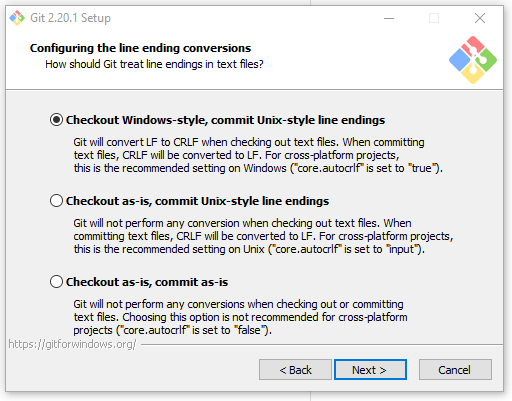 Git 2.20.1 Setup
Configuring the line ending conversions
How should Git treat line endings in text files?
Checkout Windows-style, commit Unix-style line endings
Git will convert LF to CRLF when checking out text files. When committing
text files, CRLF will be converted to LF. For cross-platform projects,
this is the recommended setting on Windows ("core.autocrlf" is set to "true").
Checkout as-is, commit Unix-style line endings
Git will not perform any conversion when checking out text files. When
committing text files, CRLF will be converted to LF. For cross-platform projects,
this is the recommended setting on Unix ("core.autocrlf" is set to "input").
Checkout as-is, commit as-is
Git will not perform any conversions when checking out or committing
text files. Choosing this option is not recommended for cross-platform
projects ("core.autocrlf" is set to "false").
https://gitforwindows.org/
< Back Next > Cancel